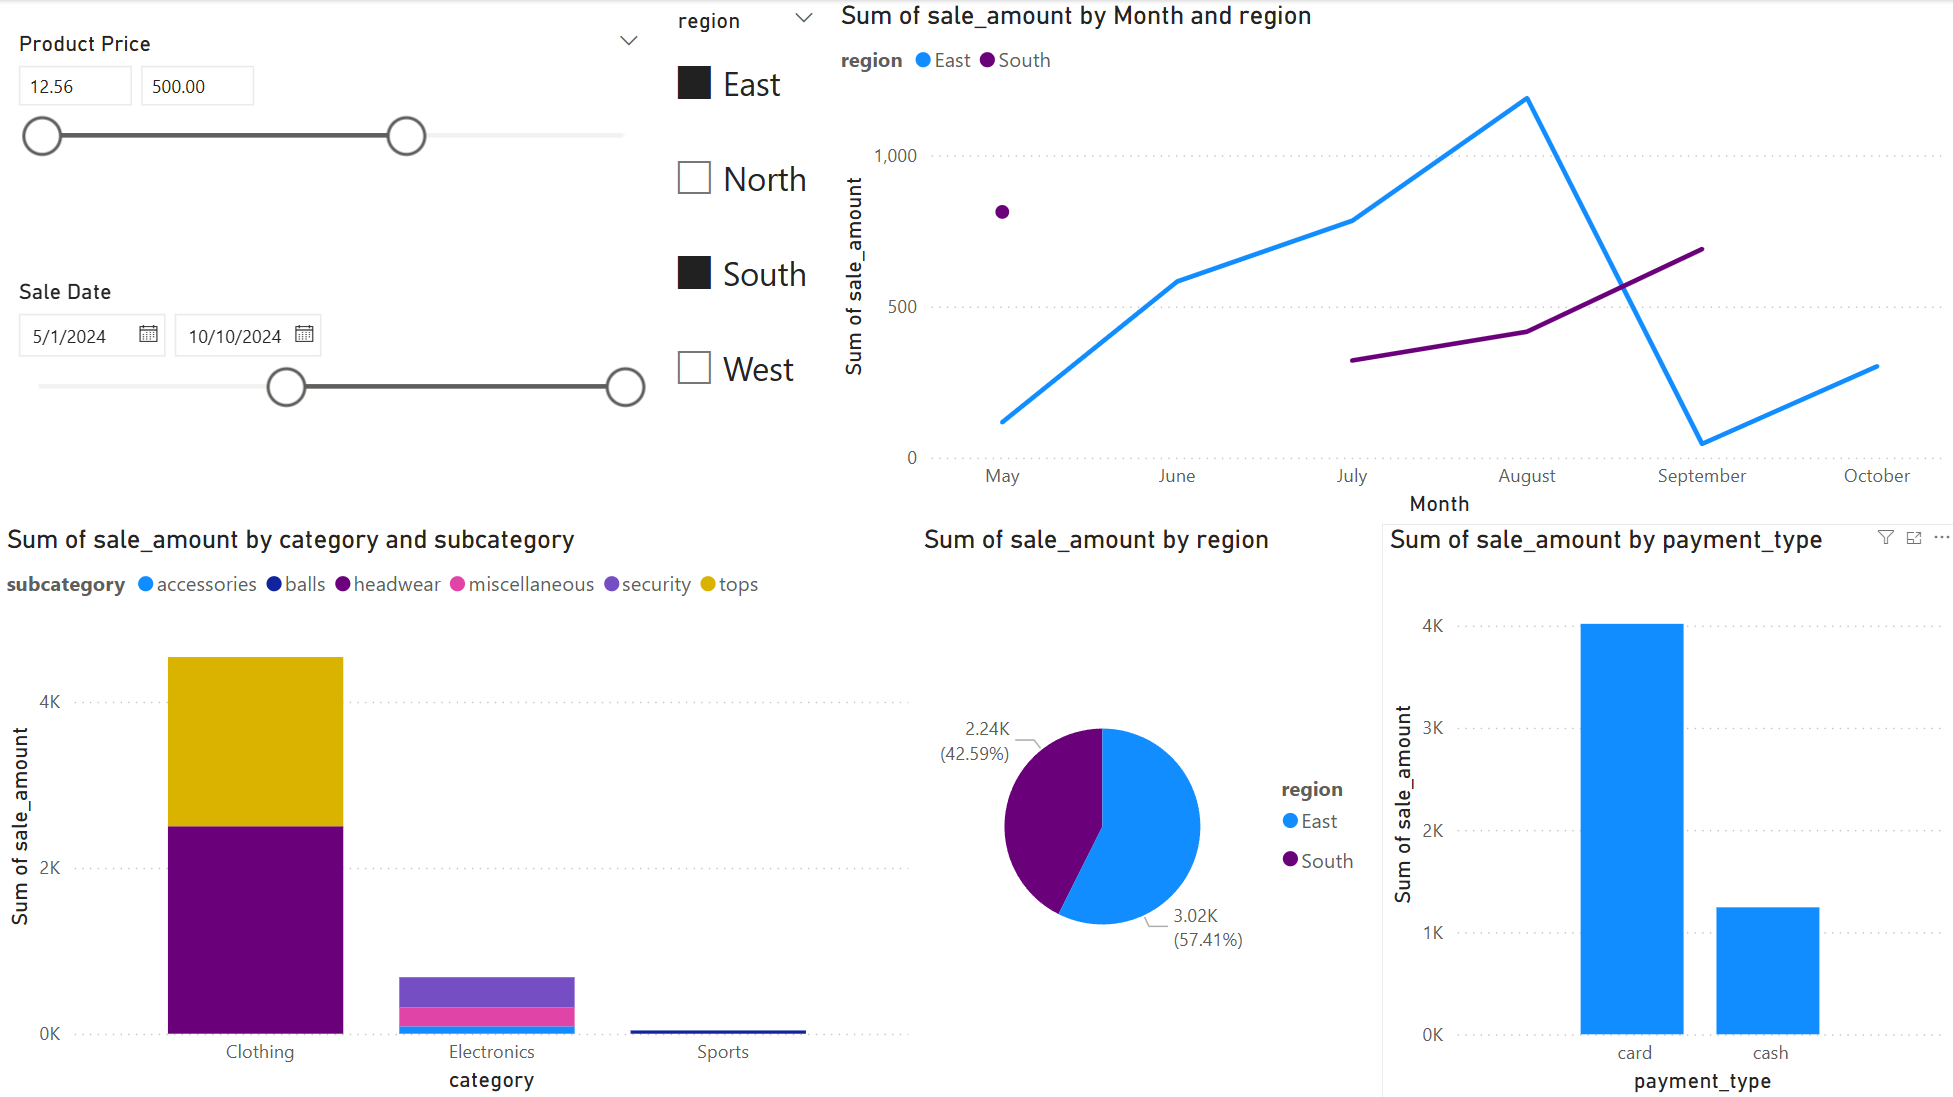 Product Price
12.56 500.00
Sale Date
5/1/2024 10/10/2024
region
East
North
South
West
Sum of sale_amount by Month and region
region East South
Sum of sale_amount
1,000
500
0
May June July August September October
Month
Sum of sale_amount by category and subcategory
subcategory accessories balls headwear miscellaneous security tops
Sum of sale_amount
4K
2K
0K
Clothing Electronics Sports
category
Sum of sale_amount by region
2.24K
(42.59%)
3.02K
(57.41%)
region
East
South
Sum of sale_amount by payment_type
Sum of sale_amount
4K
3K
2K
1K
0K
card cash
payment_type